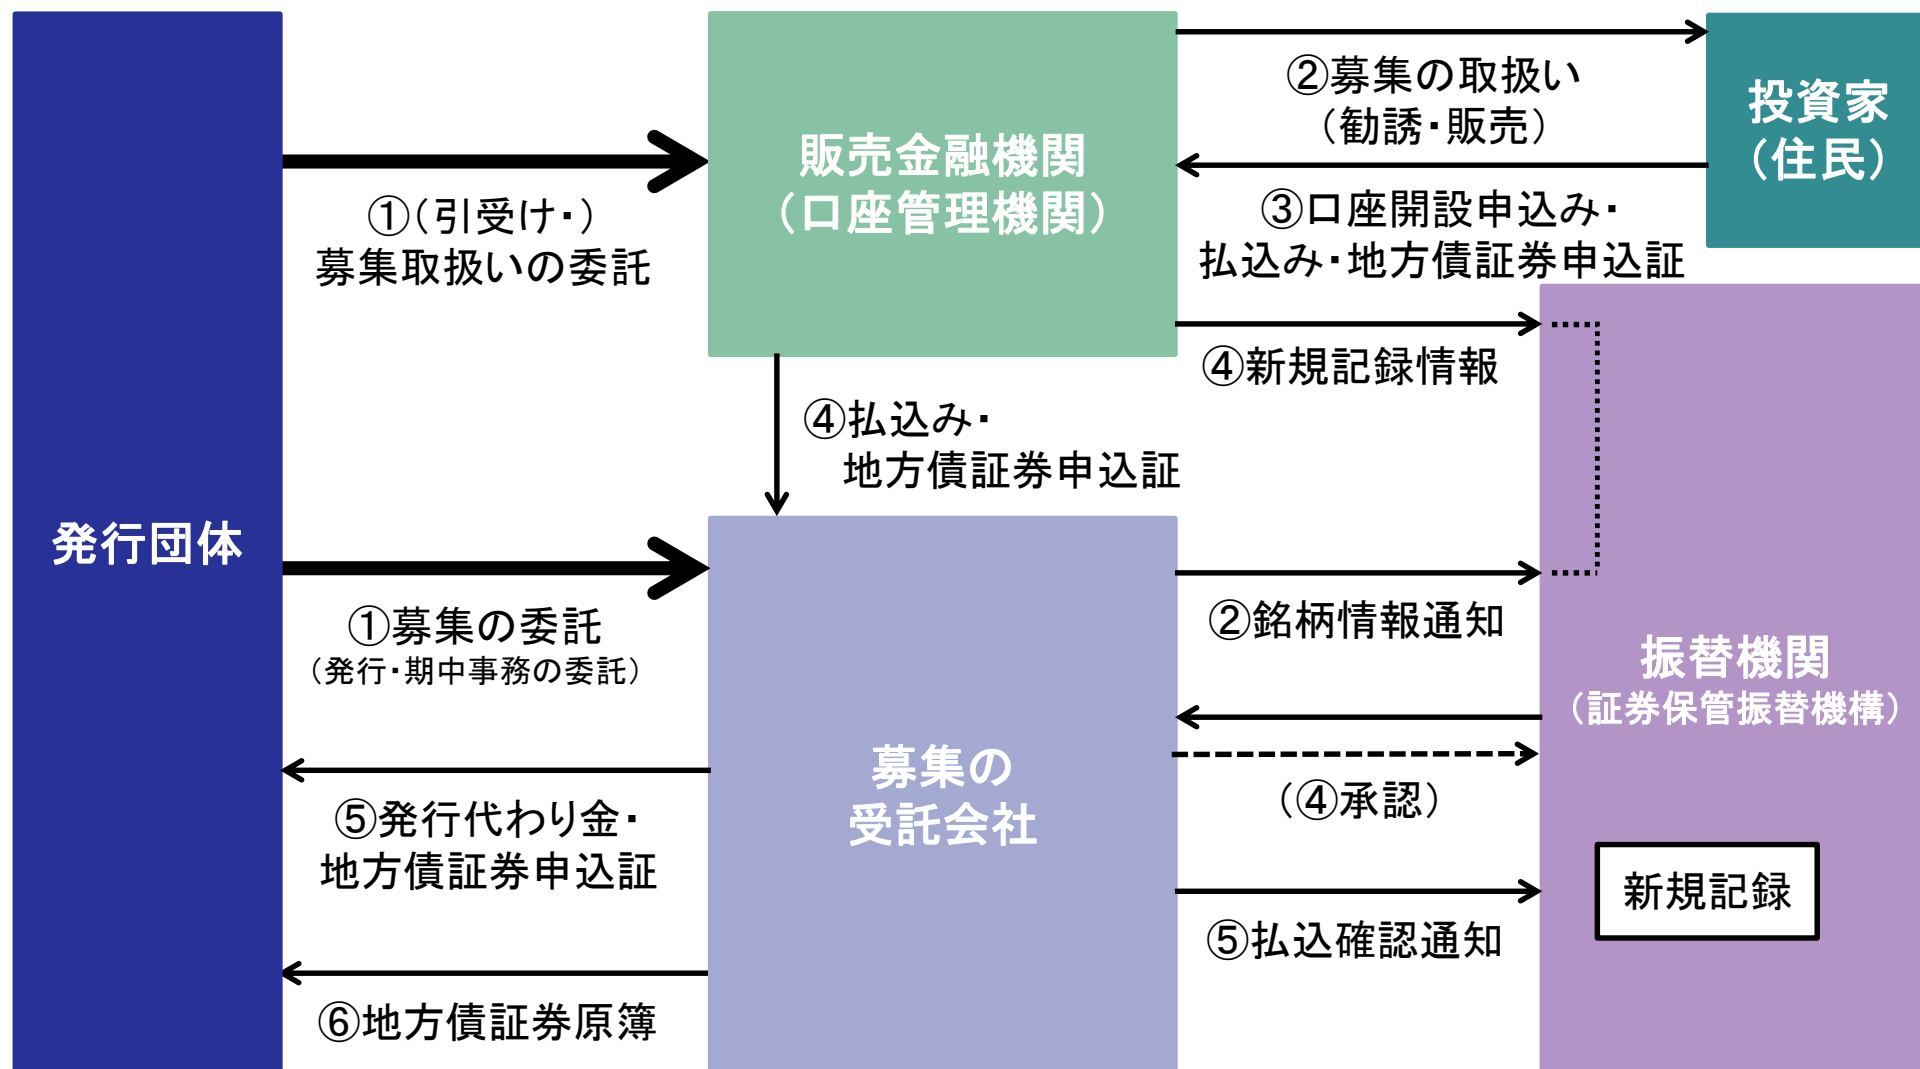 発行団体
①(引受け・)
募集取扱いの委託
①募集の委託
(発行・期中事務の委託)
⑤発行代わり金・
地方債証券申込証
⑥地方債証券原簿
販売金融機関
(口座管理機関)
④払込み・
地方債証券申込証
募集の
受託会社
②募集の取扱い
(勧誘・販売)
③口座開設申込み・
払込み・地方債証券申込証
④新規記録情報
②銘柄情報通知
(④承認)
⑤払込確認通知
投資家
(住民)
振替機関
(証券保管振替機構)
新規記録